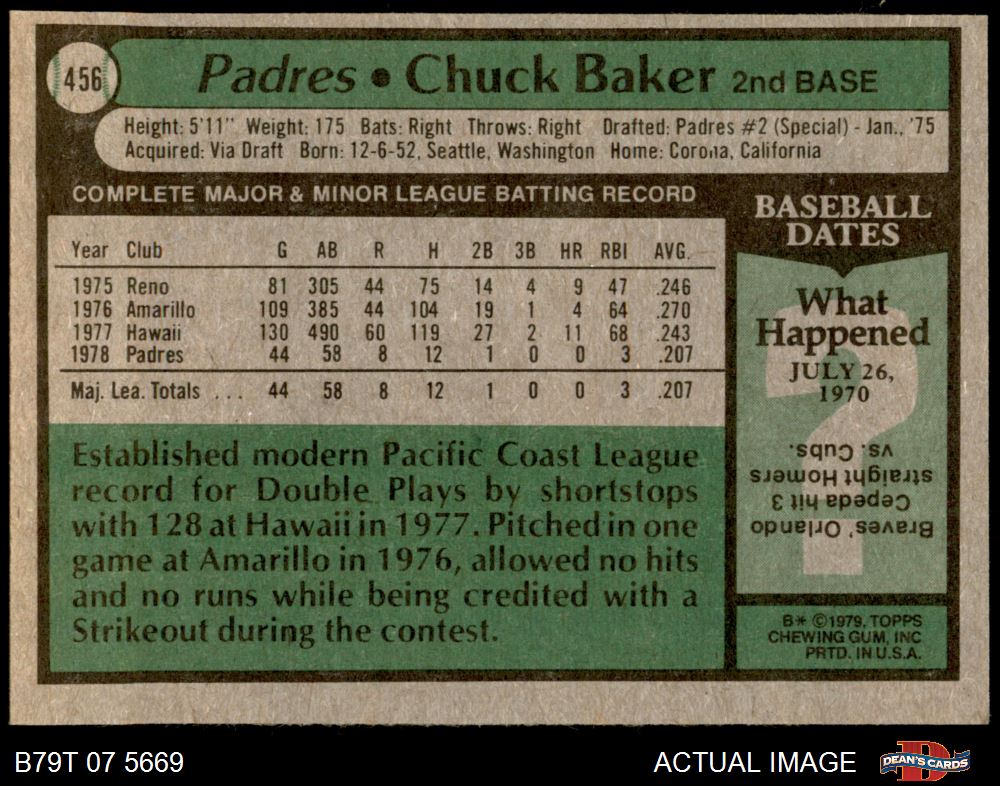 456
Padres • Chuck Baker 2nd BASE
Height: 5'11" Weight: 175 Bats: Right Throws: Right Drafted: Padres #2 (Special) - Jan., '75
Acquired: Via Draft Born: 12-6-52, Seattle, Washington Home: Corona, California
COMPLETE MAJOR & MINOR LEAGUE BATTING RECORD
Year Club G AB R H 2B 3B HR RBI AVG.
1975 Reno 81 305 44 75 14 4 9 47 .246
1976 Amarillo 109 385 44 104 19 1 4 64 .270
1977 Hawaii 130 490 60 119 27 2 11 68 .243
1978 Padres 44 58 8 12 1 0 0 3 .207
Maj. Lea. Totals ... 44 58 8 12 1 0 0 3 .207
Established modern Pacific Coast League
record for Double Plays by shortstops
with 128 at Hawaii in 1977. Pitched in one
game at Amarillo in 1976, allowed no hits
and no runs while being credited with a
Strikeout during the contest.
BASEBALL
DATES
?
What
Happened
JULY 26,
1970
Braves' Orlando
Cepeda hit 3
straight Homers
vs. Cubs.
B* ©1979, TOPPS
CHEWING GUM, INC
PRTD. IN U.S.A.
B79T 07 5669
ACTUAL IMAGE
D
DEAN'S CARDS